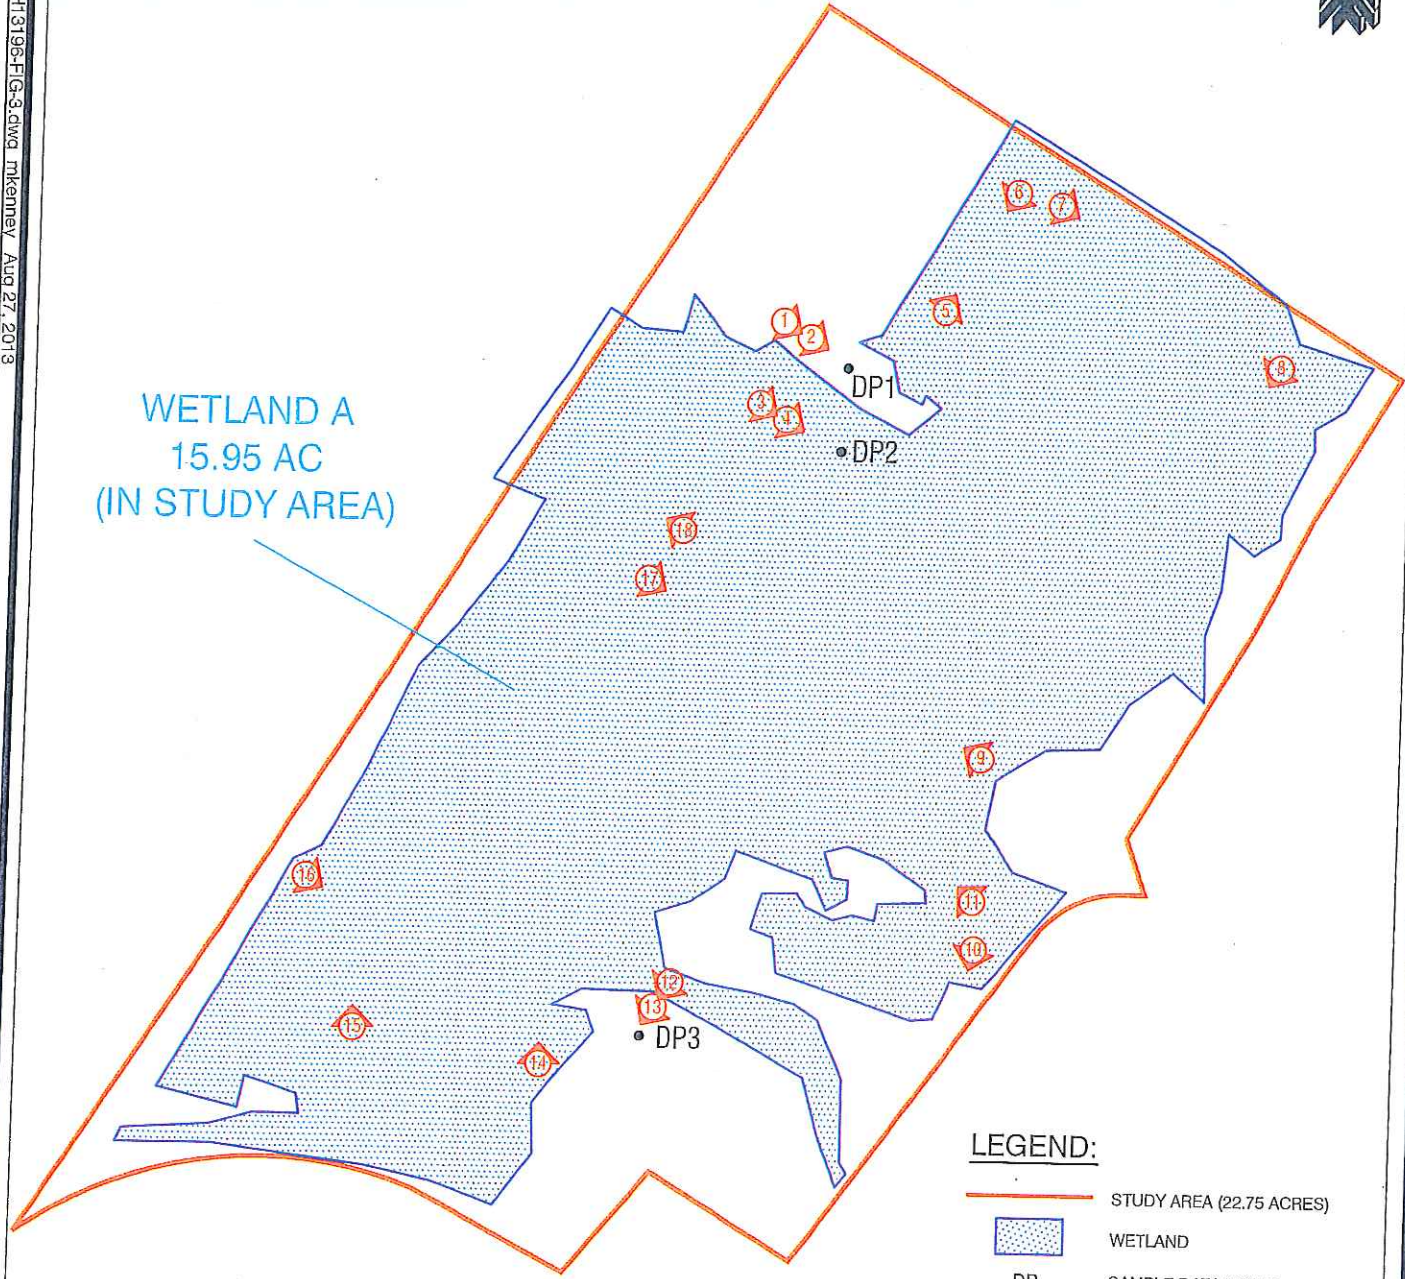 H13196-FIG-3.dwg mkenney Aug 27, 2013
WETLAND A
15.95 AC
(IN STUDY AREA)
6
7
5
1
2
8
DP1
3
4
DP2
18
17
9
16
11
10
12
13
DP3
15
14
LEGEND:
STUDY AREA (22.75 ACRES)
WETLAND